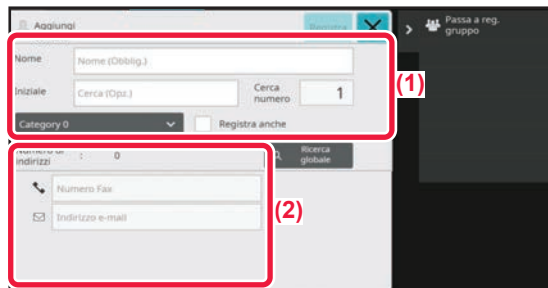 Aggiungi
Registra
Passa a reg.
gruppo
Nome
Nome (Obblig.)
(1)
Iniziale
Cerca (Opz.)
Cerca
numero
1
Category 0
Registra anche
Numero di
indirizzi
:
0
Ricerca
globale
Numero Fax
(2)
Indirizzo e-mail